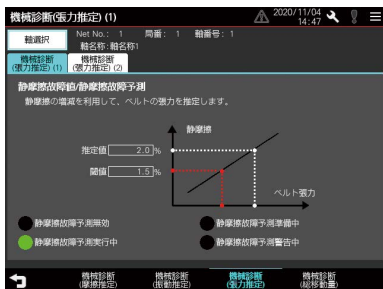 機械診断(張力推定) (1)
2020/11/04
14:47
軸選択
Net No.: 1 局番: 1 軸番号: 1
軸名称:軸名称1
機械診断
(張力推定) (1)
機械診断
(張力推定) (2)
静摩擦故障値/静摩擦故障予測
静摩擦の増減を利用して、ベルトの張力を推定します。
静摩擦
推定値 2.0 %
閾値 1.5 %
ベルト張力
静摩擦故障予測無効
静摩擦故障予測準備中
静摩擦故障予測実行中
静摩擦故障予測警告中
機械診断
(摩擦推定)
機械診断
(振動推定)
機械診断
(張力推定)
機械診断
(総移動量)